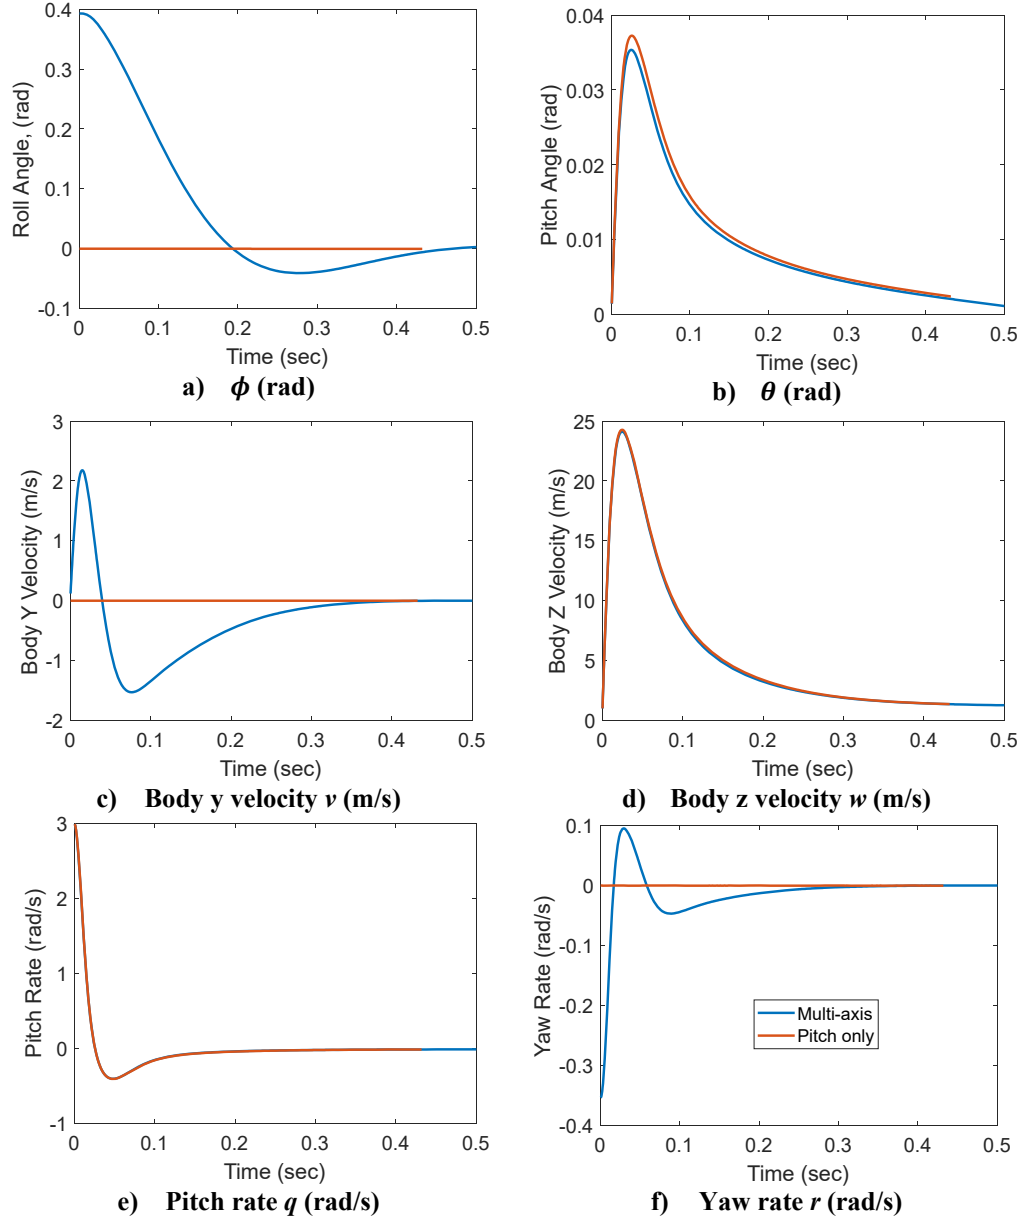 0.4
0.3
0.2
0.1
0
-0.1
Roll Angle, (rad)
0 0.1 0.2 0.3 0.4 0.5
Time (sec)
a) ϕ (rad)
0.04
0.03
0.02
0.01
0
Pitch Angle (rad)
0 0.1 0.2 0.3 0.4 0.5
Time (sec)
b) θ (rad)
3
2
1
0
-1
-2
Body Y Velocity (m/s)
0 0.1 0.2 0.3 0.4 0.5
Time (sec)
c) Body y velocity v (m/s)
25
20
15
10
5
0
Body Z Velocity (m/s)
0 0.1 0.2 0.3 0.4 0.5
Time (sec)
d) Body z velocity w (m/s)
3
2
1
0
-1
Pitch Rate (rad/s)
0 0.1 0.2 0.3 0.4 0.5
Time (sec)
e) Pitch rate q (rad/s)
0.1
0
-0.1
-0.2
-0.3
-0.4
Yaw Rate (rad/s)
Multi-axis
Pitch only
0 0.1 0.2 0.3 0.4 0.5
Time (sec)
f) Yaw rate r (rad/s)